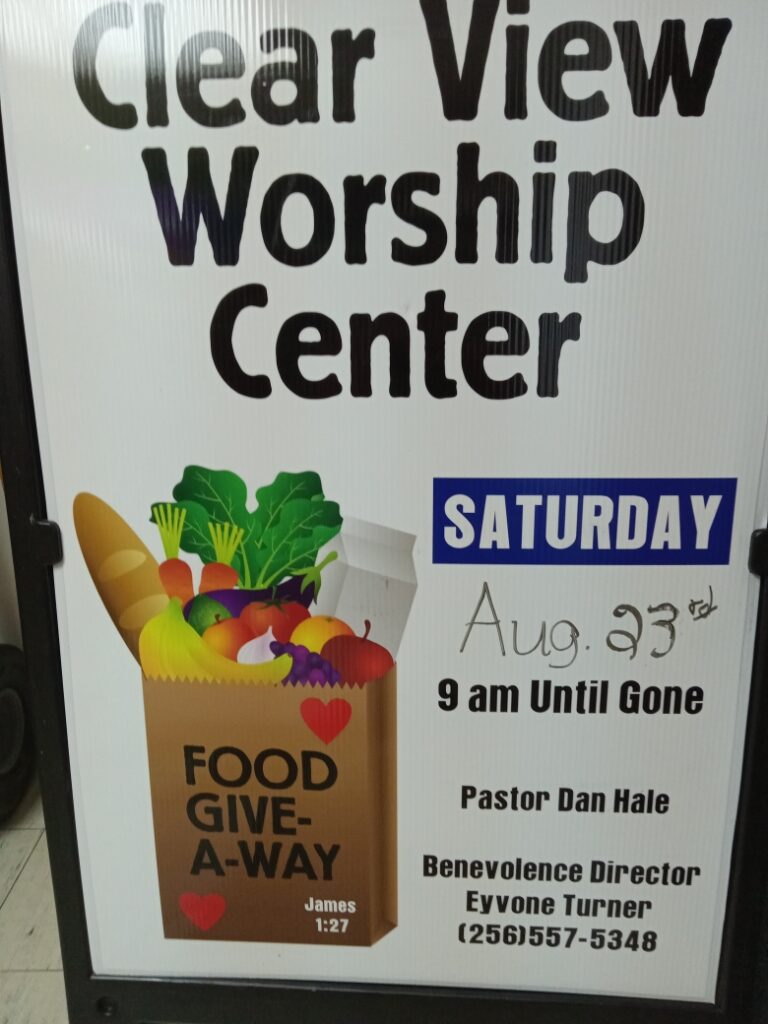 Clear View
Worship
Center
SATURDAY
Aug. 23rd
9 am Until Gone
Pastor Dan Hale
Benevolence Director
Eyvone Turner
(256)557-5348
FOOD
GIVE-
A-WAY
James
1:27